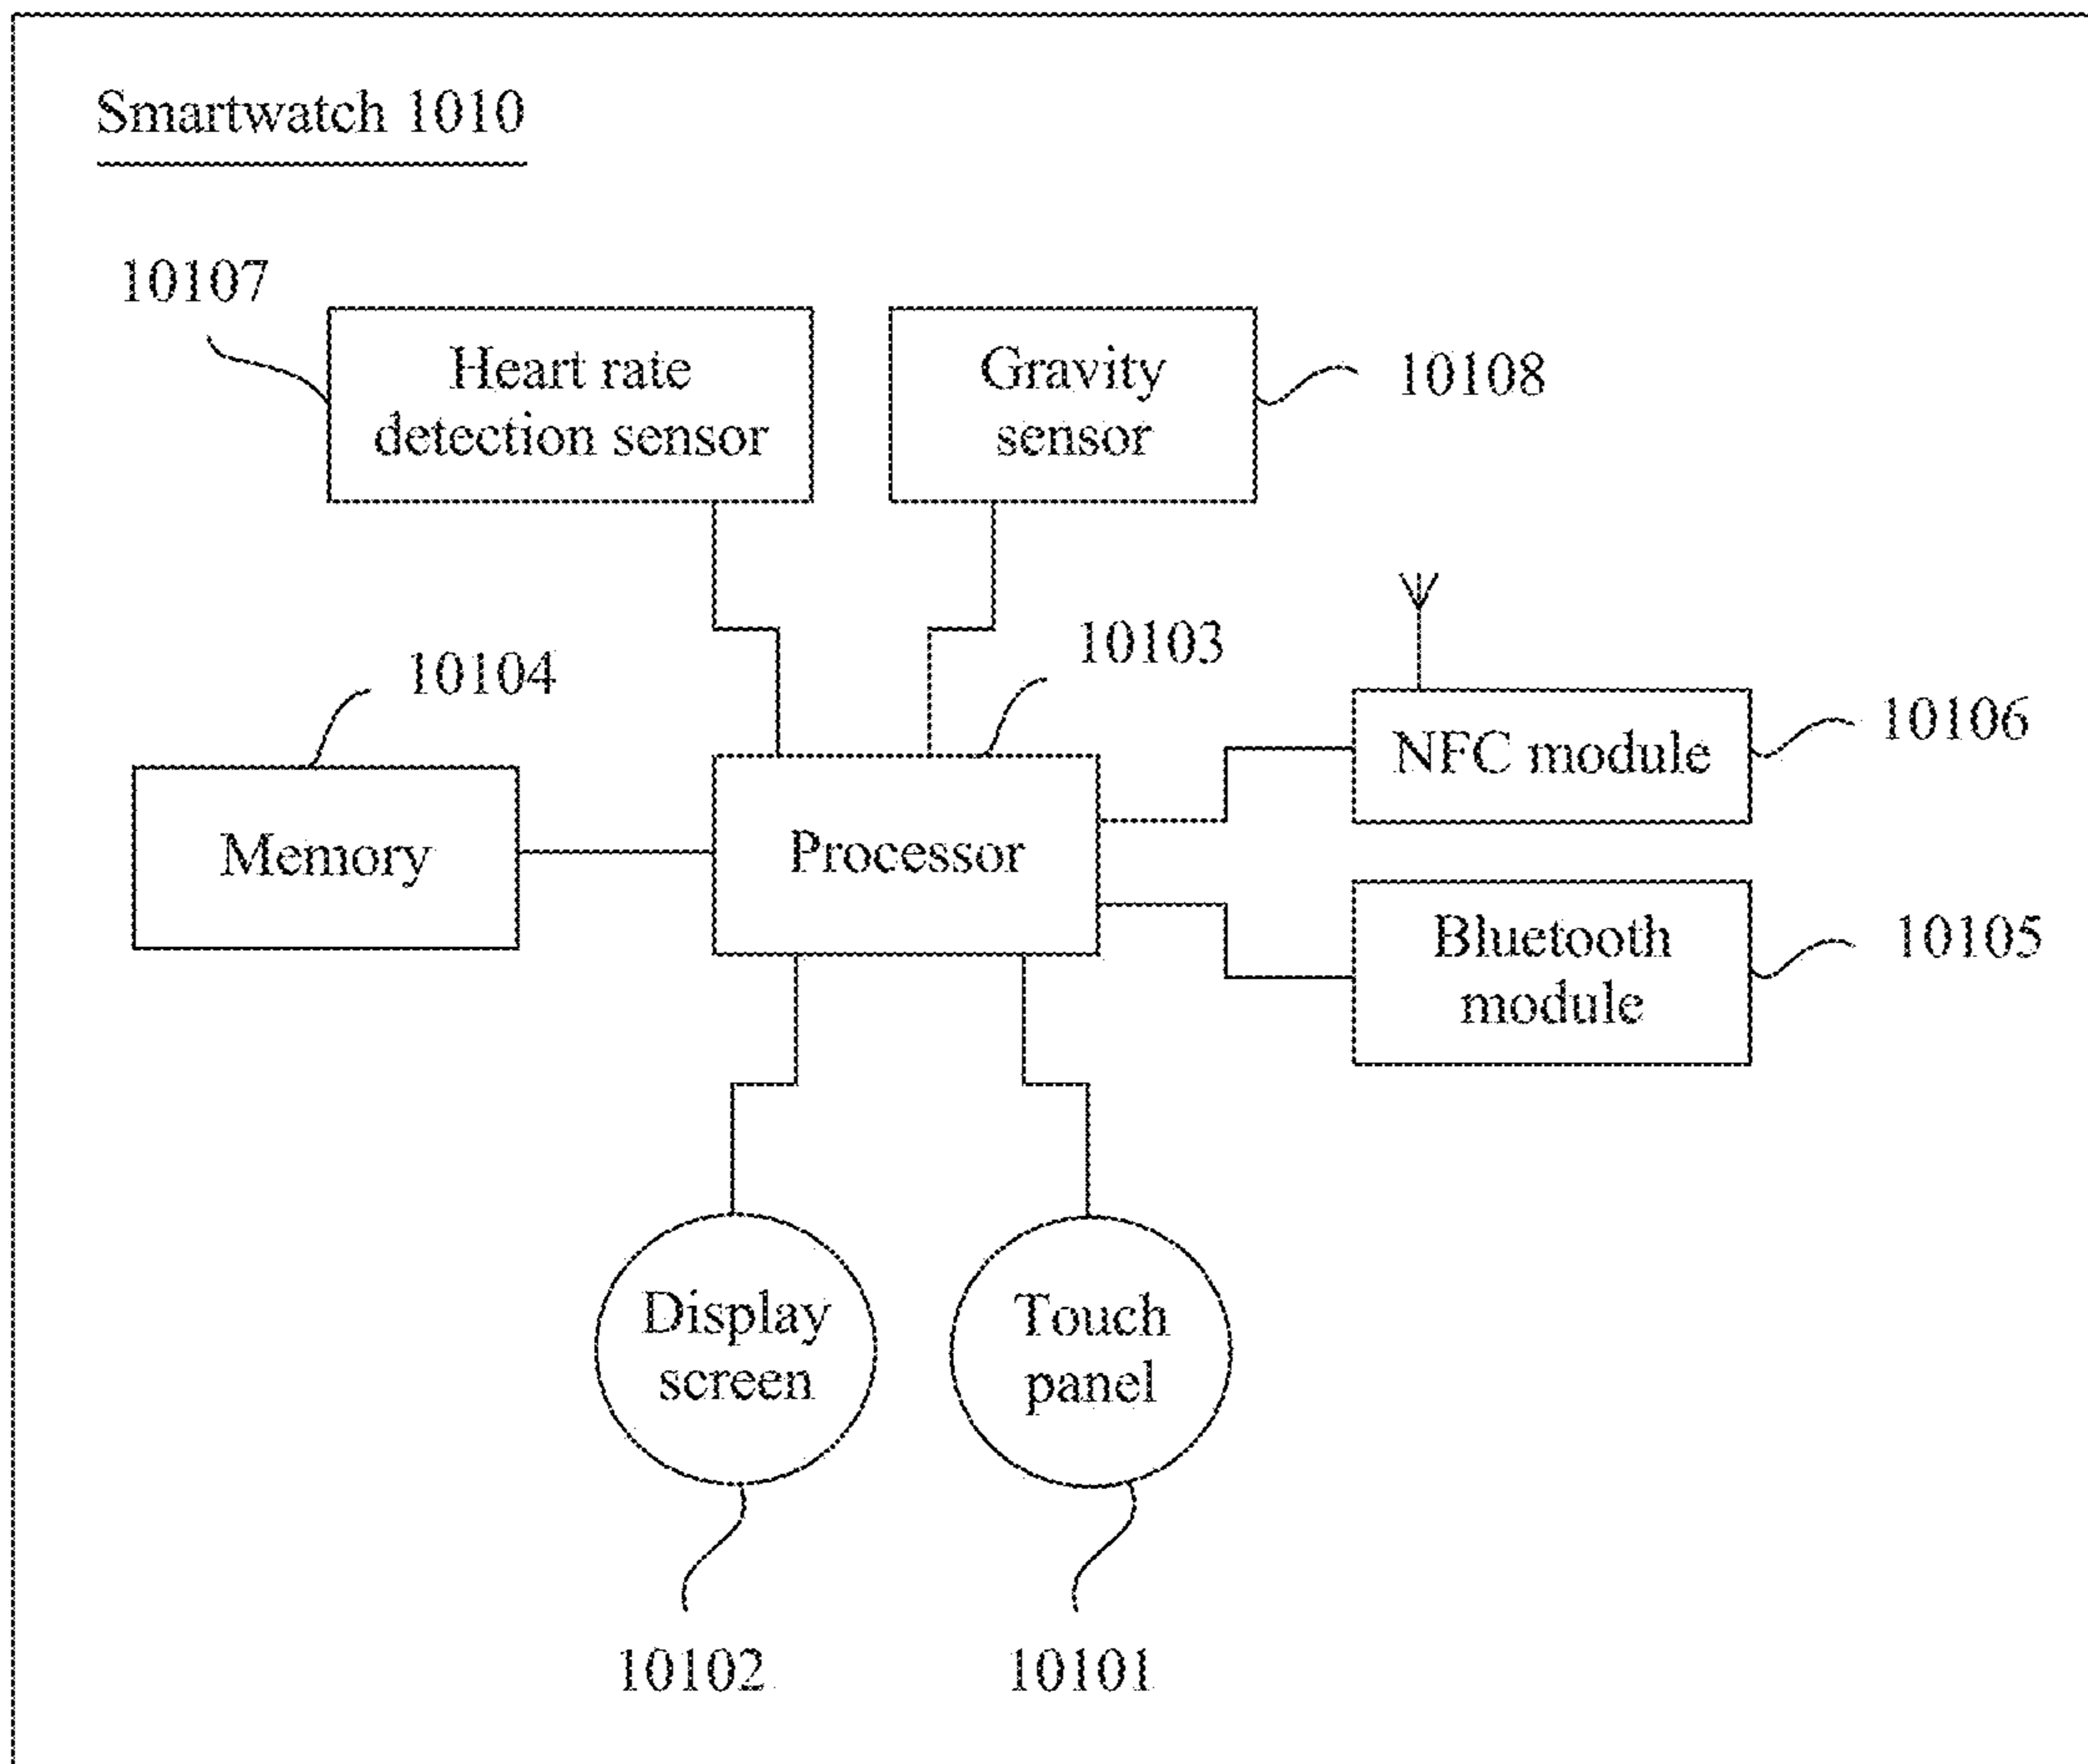 Smartwatch 1010
10107
Heart rate
detection sensor
Gravity
sensor
10108
10104
10103
Memory
Processor
NFC module
10106
Bluetooth
module
10105
Display
screen
Touch
panel
10102
10101